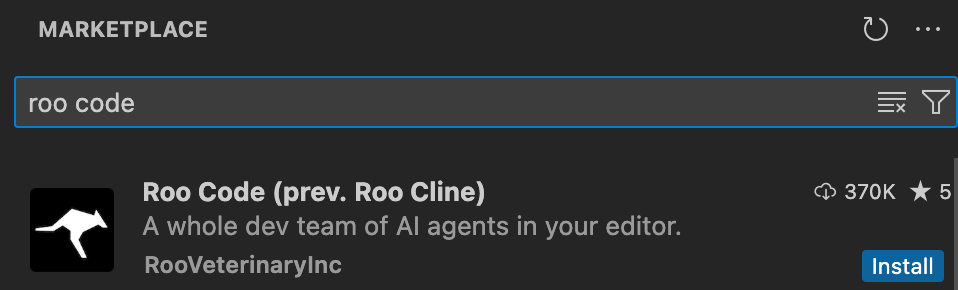 MARKETPLACE
roo code
Roo Code (prev. Roo Cline) 370K ★ 5
A whole dev team of AI agents in your editor.
RooVeterinaryInc Install